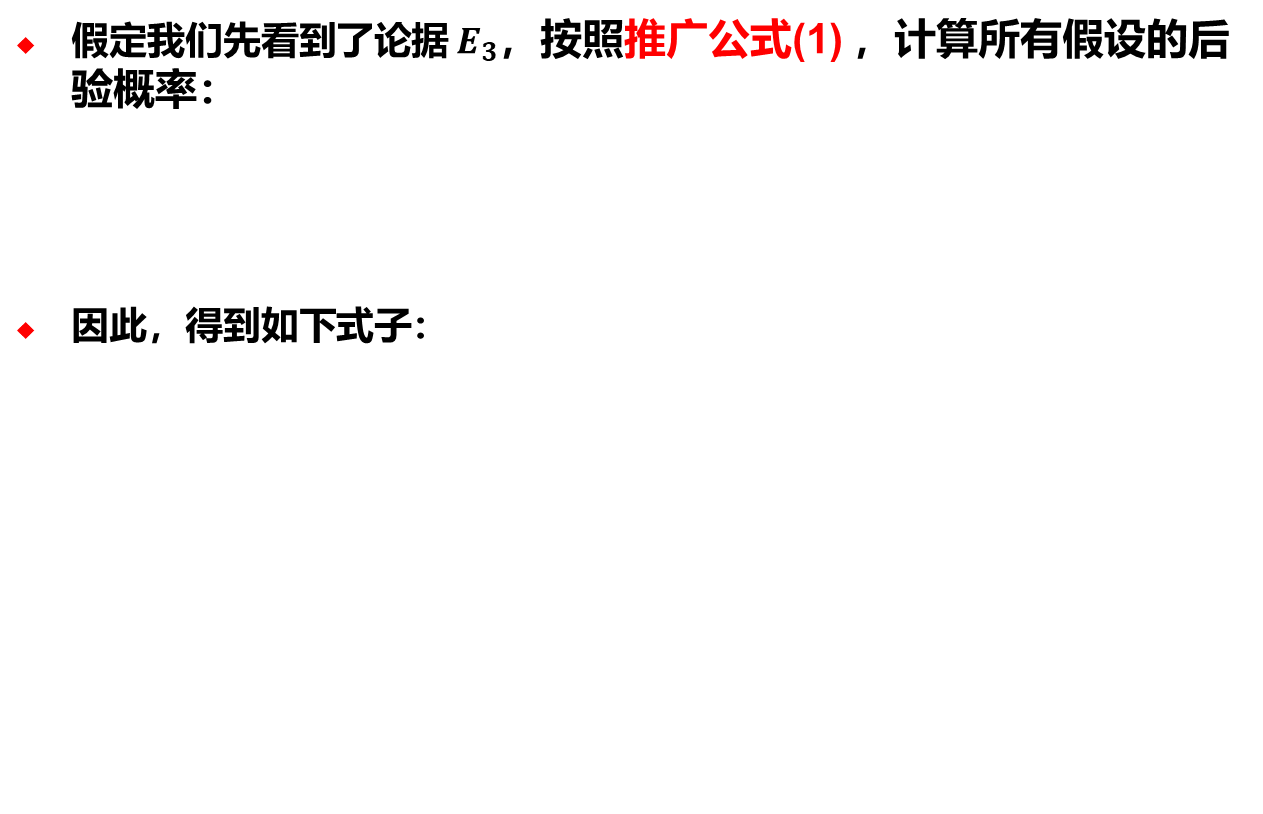 ◆ 假定我们先看到了论据 E₃，按照推广公式(1) ，计算所有假设的后
验概率：
◆ 因此，得到如下式子：